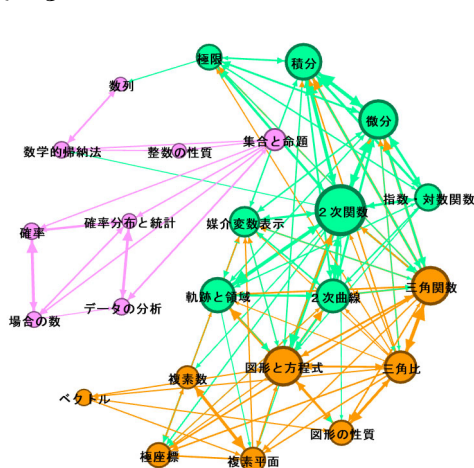 極限
積分
数列
微分
数学的帰納法
整数の性質
集合と命題
指数・対数関数
2次関数
確率
確率分布と統計
媒介変数表示
三角関数
軌跡と領域
2次曲線
場合の数
データの分析
図形と方程式
三角比
複素数
ベクトル
図形の性質
極座標
複素平面